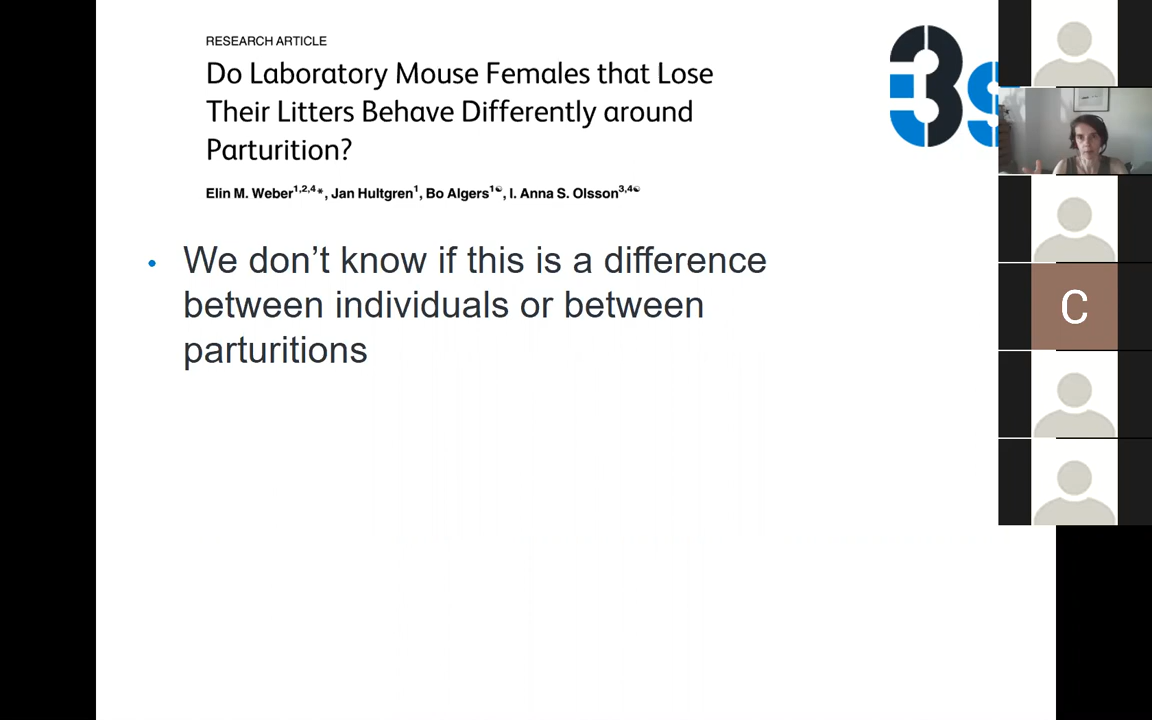 RESEARCH ARTICLE
Do Laboratory Mouse Females that Lose
Their Litters Behave Differently around
Parturition?
Elin M. Weber1,2,4*, Jan Hultgren1, Bo Algers1☯, I. Anna S. Olsson3,4☯
3s
• We don’t know if this is a difference
between individuals or between
parturitions
C